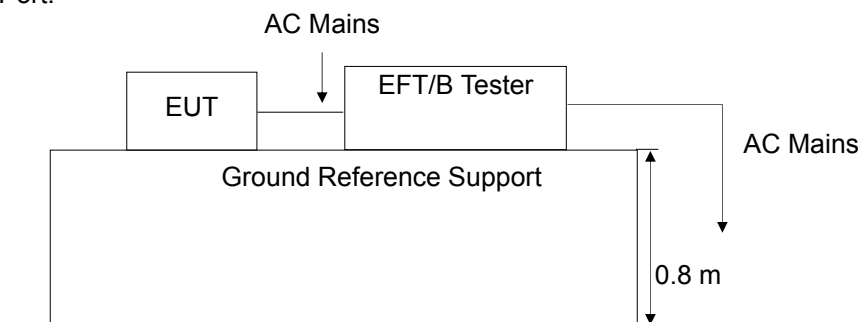 AC Mains
EUT
EFT/B Tester
AC Mains
Ground Reference Support
0.8 m